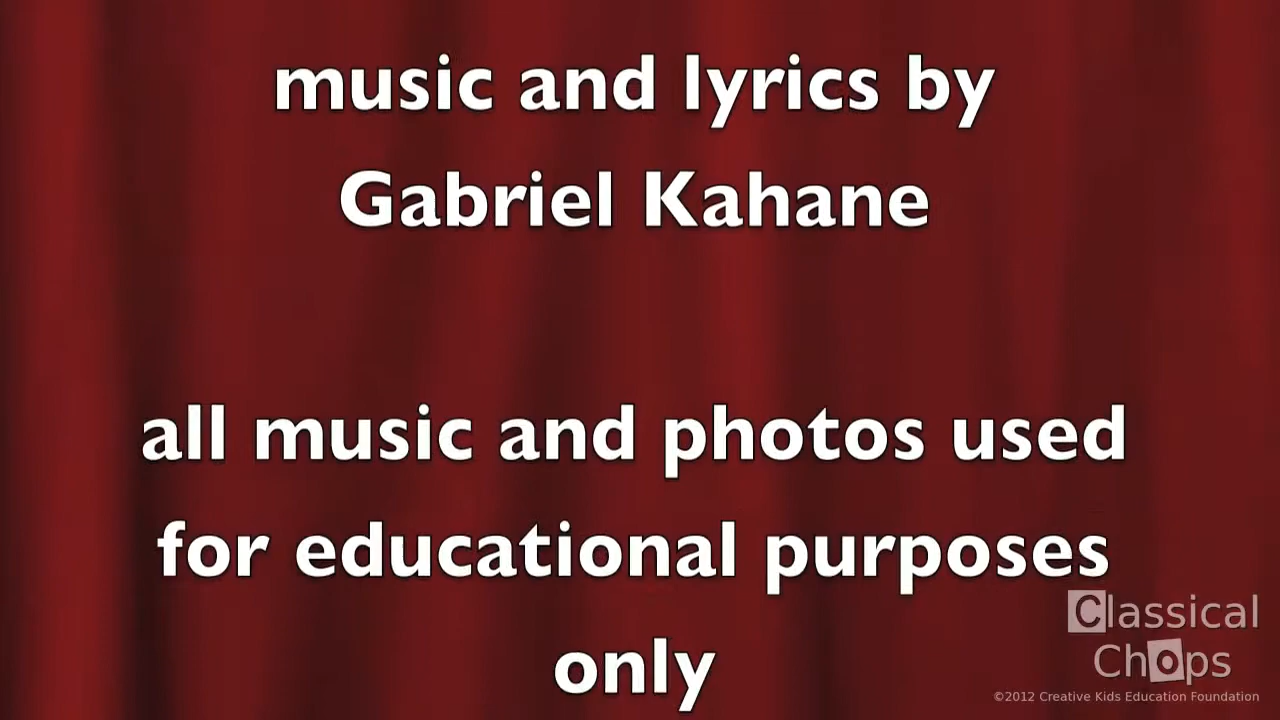 music and lyrics by
Gabriel Kahane
all music and photos used
for educational purposes
only
Classical
Chops
©2012 Creative Kids Education Foundation